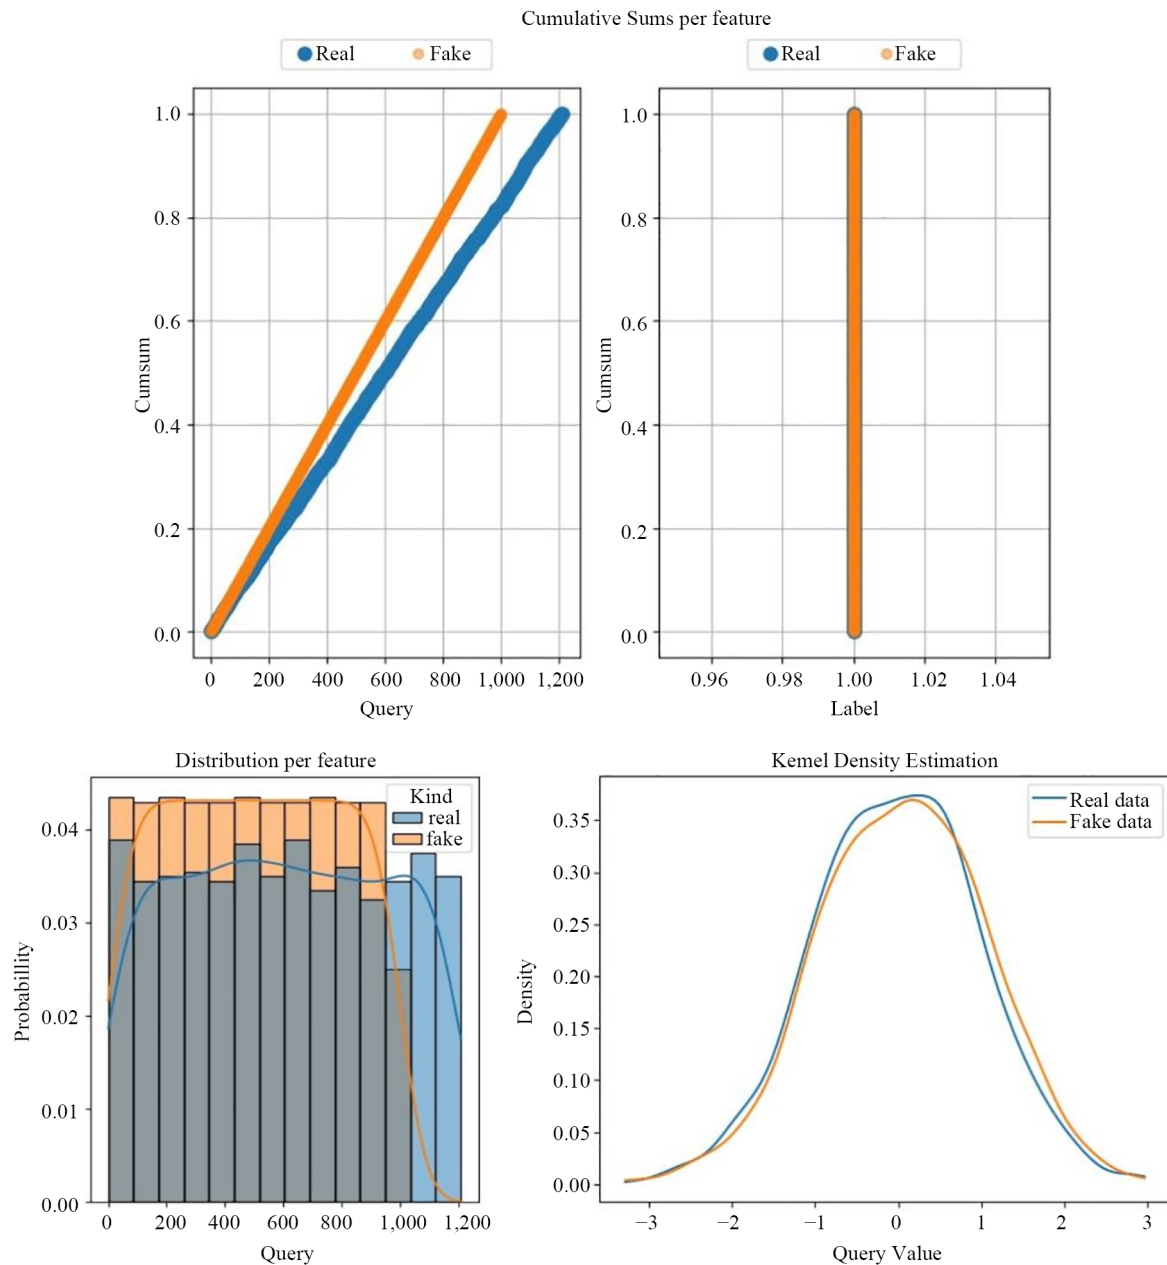 Cumulative Sums per feature
Real Fake
Real Fake
1.0
0.8
0.6
0.4
0.2
0.0
Cumsum
0 200 400 600 800 1,000 1,200
Query
1.0
0.8
0.6
0.4
0.2
0.0
Cumsum
0.96 0.98 1.00 1.02 1.04
Label
Distribution per feature
Kind
real
fake
0.04
0.03
0.02
0.01
0.00
Probabillity
0 200 400 600 800 1,000 1,200
Query
Kemel Density Estimation
Real data
Fake data
0.35
0.30
0.25
0.20
0.15
0.10
0.05
0.00
Density
−3 −2 −1 0 1 2 3
Query Value